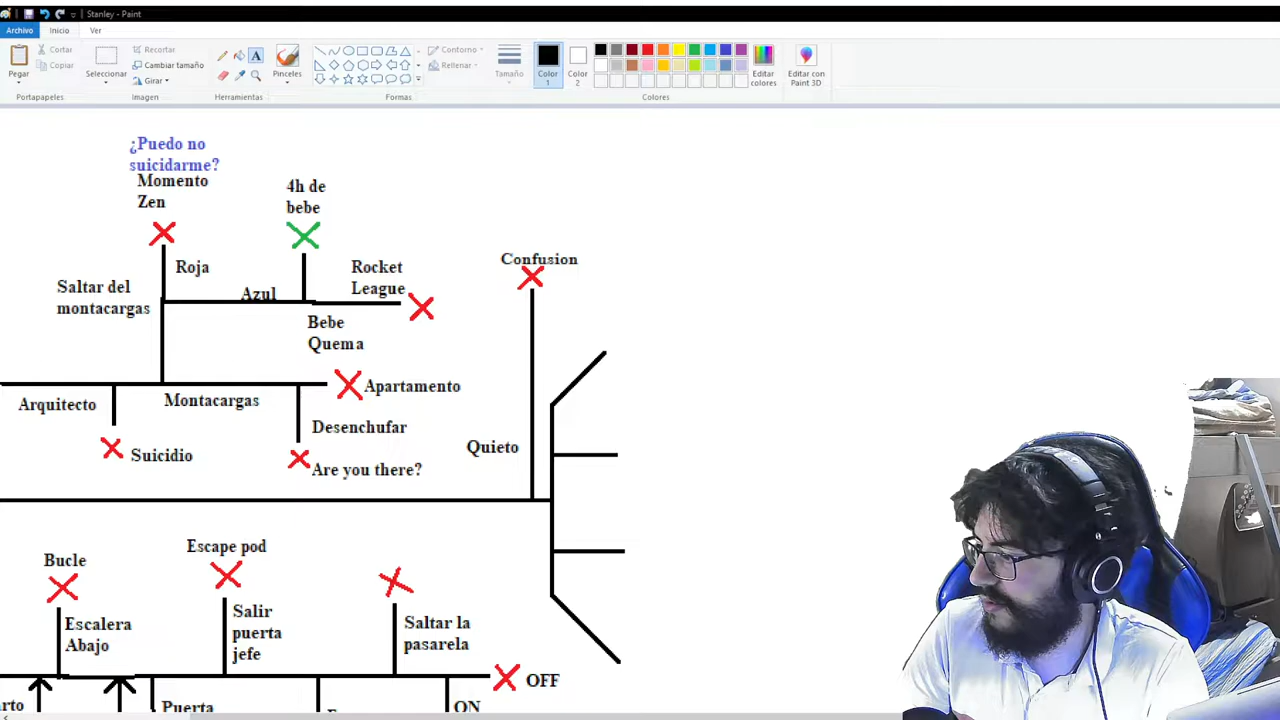 Stanley - Paint
Archivo Inicio Ver
Pegar
Cortar
Copiar
Portapapeles
Seleccionar
Recortar
Cambiar tamaño
Girar
Imagen
Herramientas
Pinceles
Formas
Contorno
Rellenar
Tamaño
Color
1
Color
2
Colores
Editar
colores
Editar con
Paint 3D
¿Puedo no
suicidarme?
Momento
Zen
4h de
bebe
Roja
Saltar del
montacargas
Azul
Rocket
League
Bebe
Quema
Confusion
Arquitecto
Montacargas
Apartamento
Desenchufar
Suicidio
Are you there?
Quieto
Bucle
Escape pod
Escalera
Abajo
Salir
puerta
jefe
Saltar la
pasarela
OFF
Puerta
ON